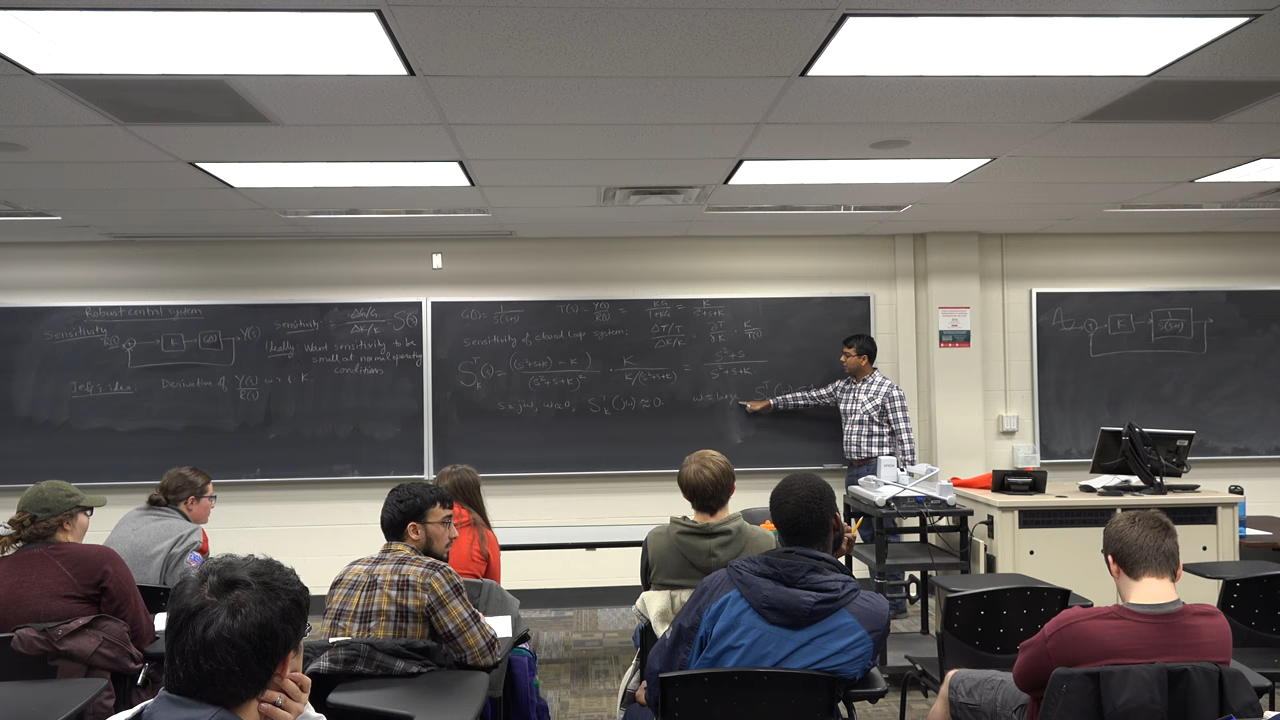 Robust control system
Sensitivity
R(s)
K
G(s)
Y(s)
Sensitivity = ΔG/G
ΔK/K
S(s)
Ideally Want sensitivity to be
small at normal operating
conditions
Jeff's idea: Derivative of Y(s)/R(s) w.r.t K.
G(s) = 1/s(s+1)
T(s) = Y(s)/R(s) = KG/1+KG = K/s²+s+K
Sensitivity of closed loop system:
ΔT/T / ΔK/K = ∂T/∂K · K/T(s)
S_K^T(s) = ((s²+s+K) - K)/(s²+s+K)² · K/K/(s²+s+K) = s²+s/s²+s+K
s=jω, ω≈0, S_K^T(jω) ≈ 0. ω≈large
K
1/s(s+1)